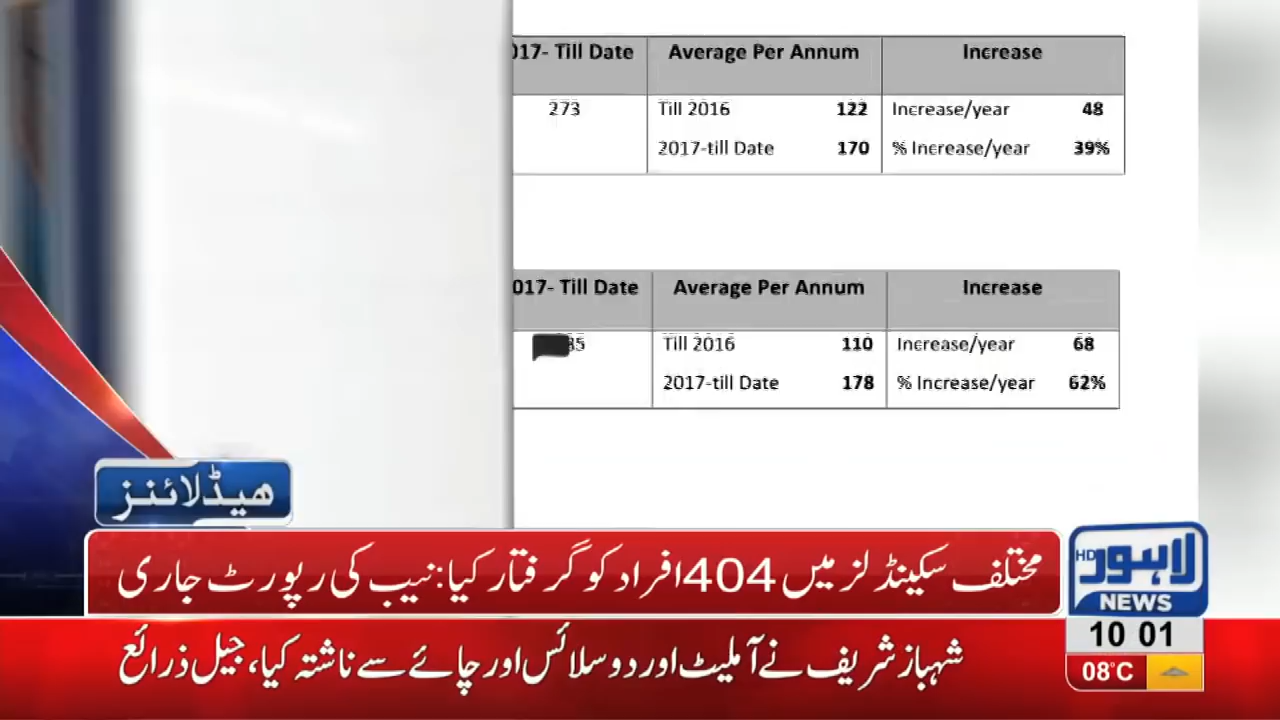 017- Till Date Average Per Annum Increase
273 Till 2016 122 Increase/year 48
2017-till Date 170 % Increase/year 39%
017- Till Date Average Per Annum Increase
Till 2016 110 Increase/year 68
2017-till Date 178 % Increase/year 62%
ھیڈلائنز
مختلف سکینڈلز میں 404 افراد کو گرفتار کیا: نیب کی رپورٹ جاری
لاہور HD
NEWS
10 01
08°C
شہباز شریف نے آملیٹ اور دو سلائس اور چائے سے ناشتہ کیا، جیل ذرائع